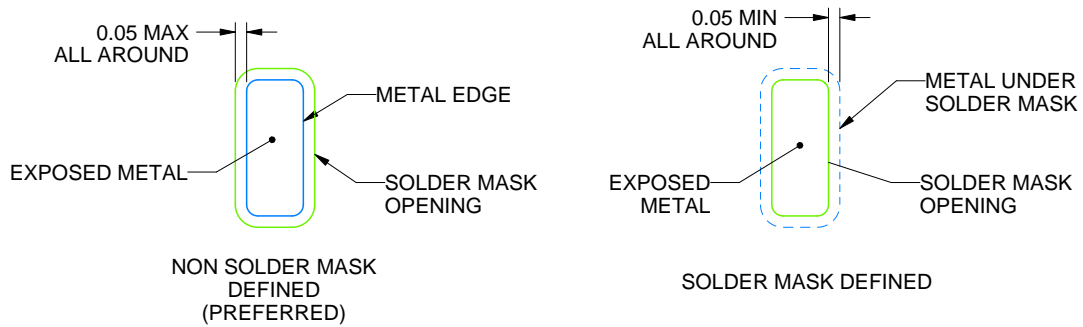 0.05 MAX
ALL AROUND
METAL EDGE
EXPOSED METAL
SOLDER MASK
OPENING
NON SOLDER MASK
DEFINED
(PREFERRED)
0.05 MIN
ALL AROUND
METAL UNDER
SOLDER MASK
EXPOSED
METAL
SOLDER MASK
OPENING
SOLDER MASK DEFINED